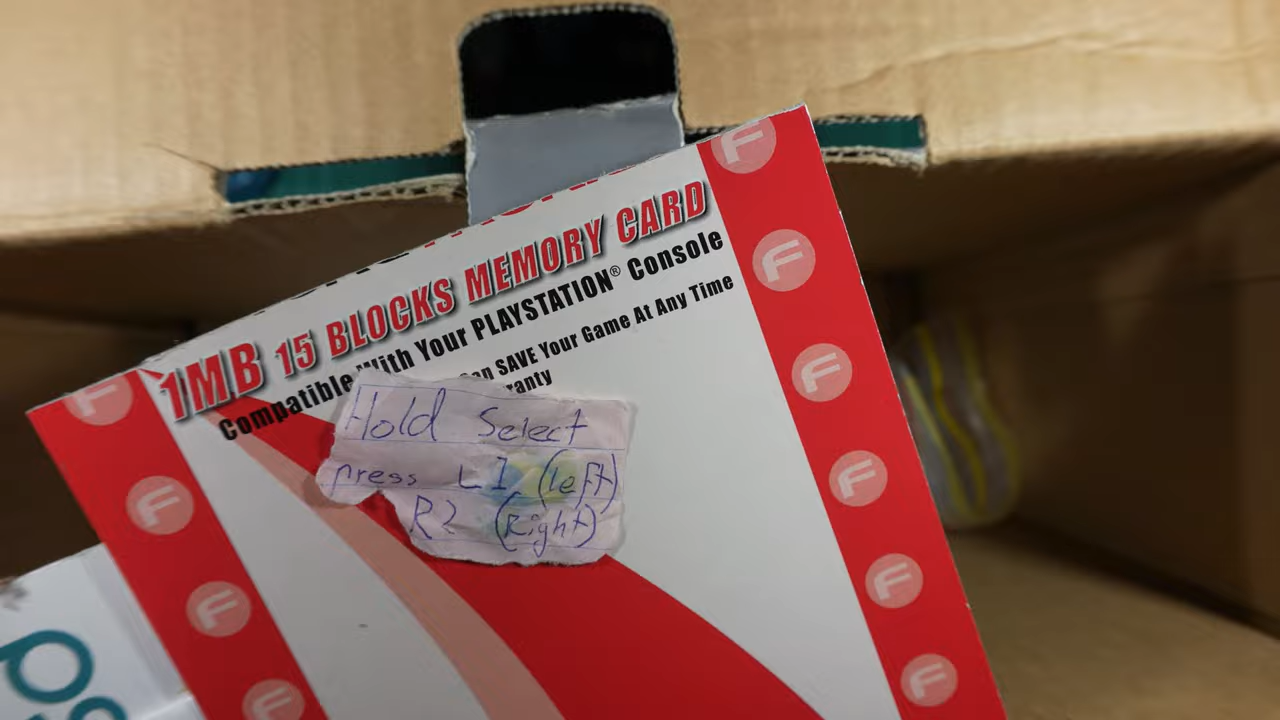 1MB 15 BLOCKS MEMORY CARD
Compatible With Your PLAYSTATION® Console
SAVE Your Game At Any Time
Hold Select
press L1 (left)
R2 (Right)
F
F
F
F
F
F
F
F
F
F